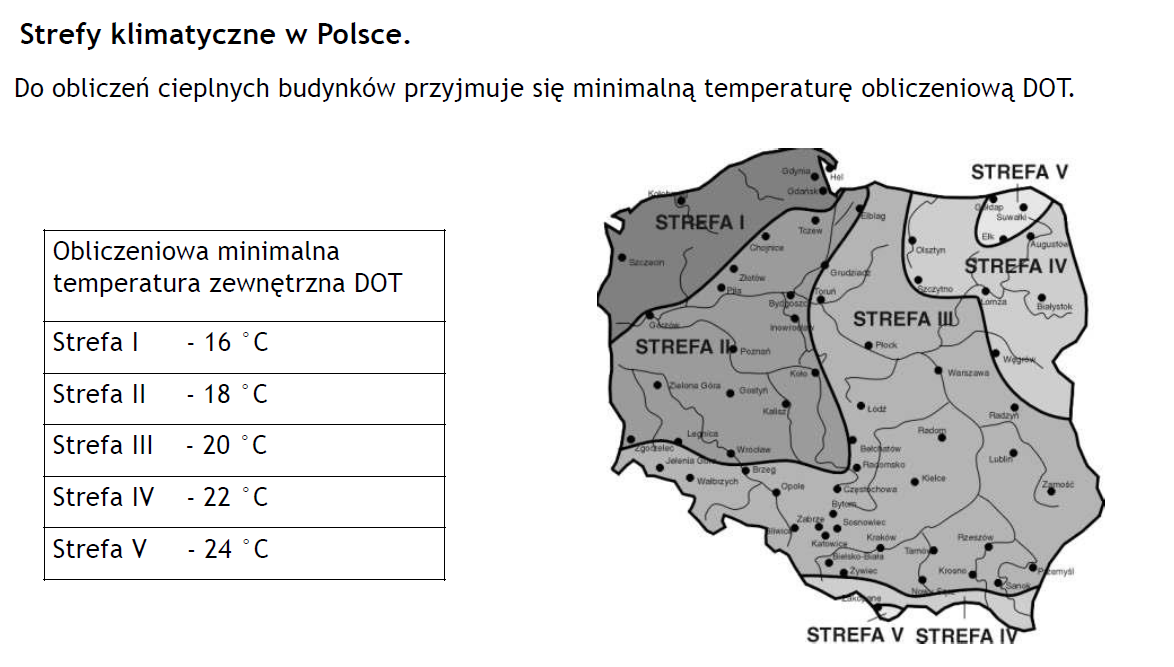 Strefy klimatyczne w Polsce.
Do obliczeń cieplnych budynków przyjmuje się minimalną temperaturę obliczeniową DOT.
Obliczeniowa minimalna
temperatura zewnętrzna DOT
Strefa I - 16 °C
Strefa II - 18 °C
Strefa III - 20 °C
Strefa IV - 22 °C
Strefa V - 24 °C
STREFA V
Gdynia
Hel
Gdańsk
Elbląg
Suwałki
STREFA I
Tczew
Ełk
Augustów
Chojnice
Olsztyn
STREFA IV
Złotów
Grudziądz
Piła
Toruń
Szczytno
Łomża
Białystok
Inowrocław
STREFA III
STREFA II
Poznań
Płock
Węgrów
Koło
Warszawa
Zielona Góra
Gostyń
Kalisz
Łódź
Radzyń
Legnica
Radom
Zgorzelec
Wrocław
Bełchatów
Lublin
Jelenia Góra
Brzeg
Radomsko
Wałbrzych
Opole
Częstochowa
Kielce
Zamość
Bytom
Zabrze
Sosnowiec
Gliwice
Katowice
Kraków
Rzeszów
Bielsko-Biała
Tarnów
Żywiec
Krosno
Przemyśl
Sanok
Zakopane
STREFA V
STREFA IV